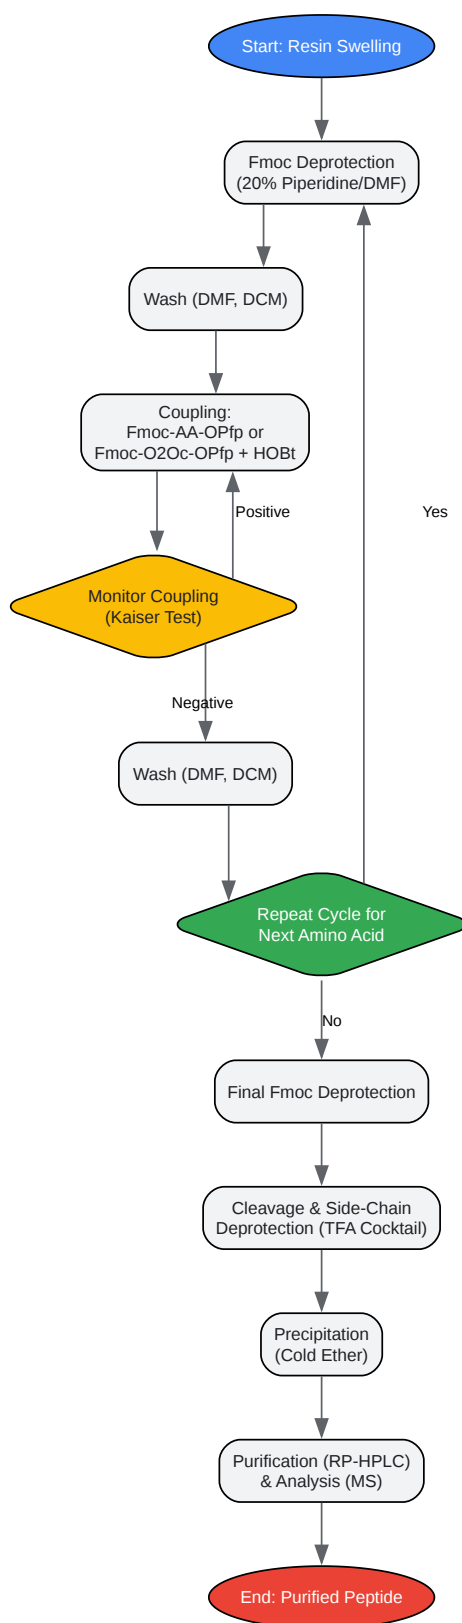 Start: Resin Swelling
Fmoc Deprotection
(20% Piperidine/DMF)
Wash (DMF, DCM)
Coupling:
Fmoc-AA-OPfp or
Fmoc-O2Oc-OPfp + HOBt
Positive
Yes
Monitor Coupling
(Kaiser Test)
Negative
Wash (DMF, DCM)
Repeat Cycle for
Next Amino Acid
No
Final Fmoc Deprotection
Cleavage & Side-Chain
Deprotection (TFA Cocktail)
Precipitation
(Cold Ether)
Purification (RP-HPLC)
& Analysis (MS)
End: Purified Peptide